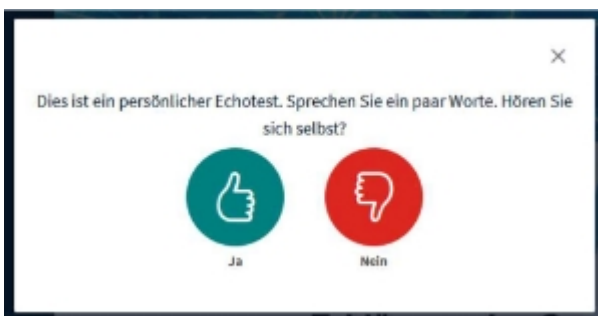 Dies ist ein persönlicher Echotest. Sprechen Sie ein paar Worte. Hören Sie
sich selbst?
Ja
Nein